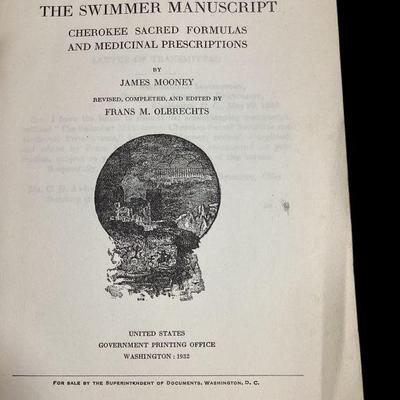 THE SWIMMER MANUSCRIPT
CHEROKEE SACRED FORMULAS
AND MEDICINAL PRESCRIPTIONS
BY
JAMES MOONEY
REVISED, COMPLETED, AND EDITED BY
FRANS M. OLBRECHTS
UNITED STATES
GOVERNMENT PRINTING OFFICE
WASHINGTON : 1932
FOR SALE BY THE SUPERINTENDENT OF DOCUMENTS, WASHINGTON, D. C.